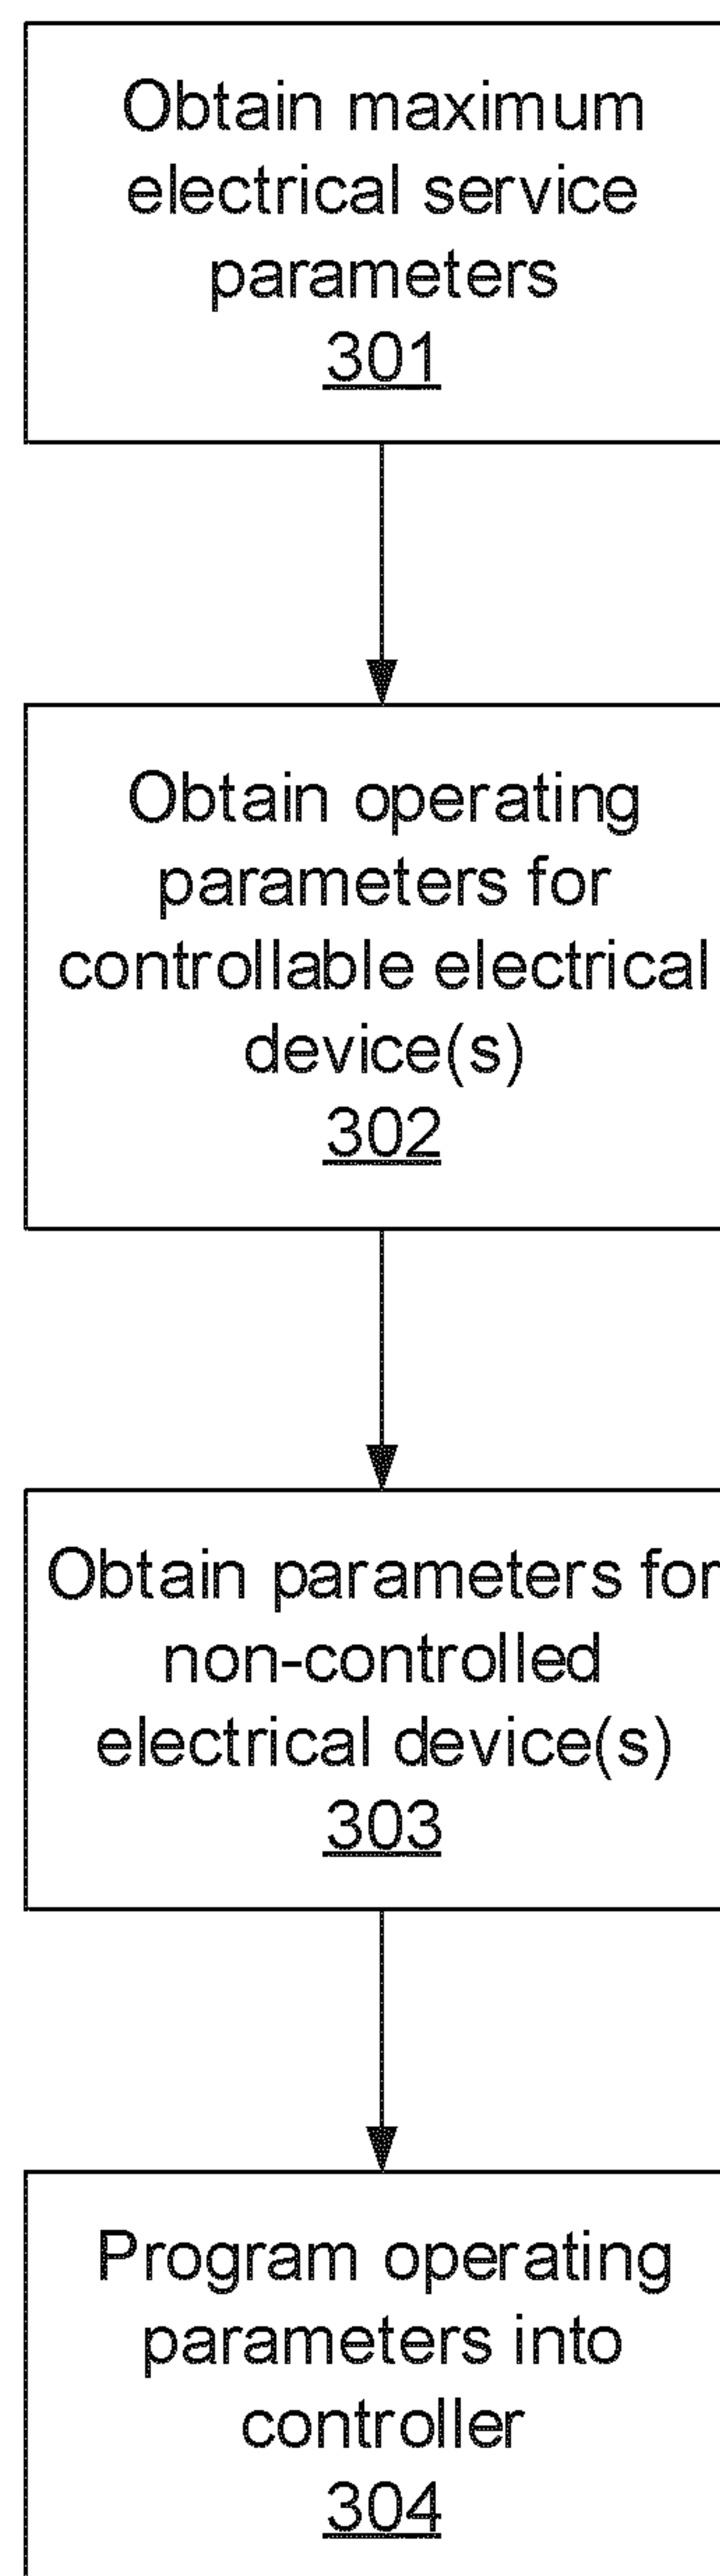 Obtain maximum
electrical service
parameters
301
Obtain operating
parameters for
controllable electrical
device(s)
302
Obtain parameters for
non-controlled
electrical device(s)
303
Program operating
parameters into
controller
304